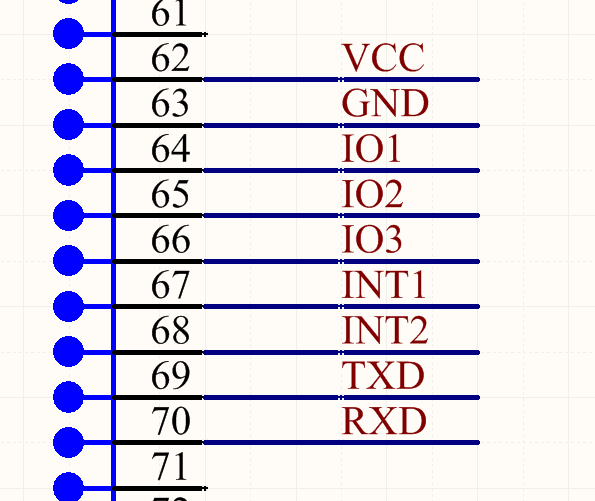 61
62 VCC
63 GND
64 IO1
65 IO2
66 IO3
67 INT1
68 INT2
69 TXD
70 RXD
71